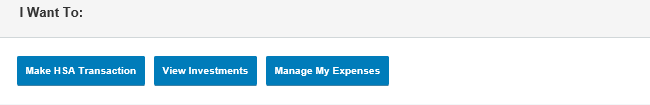 I Want To:
Make HSA Transaction View Investments Manage My Expenses